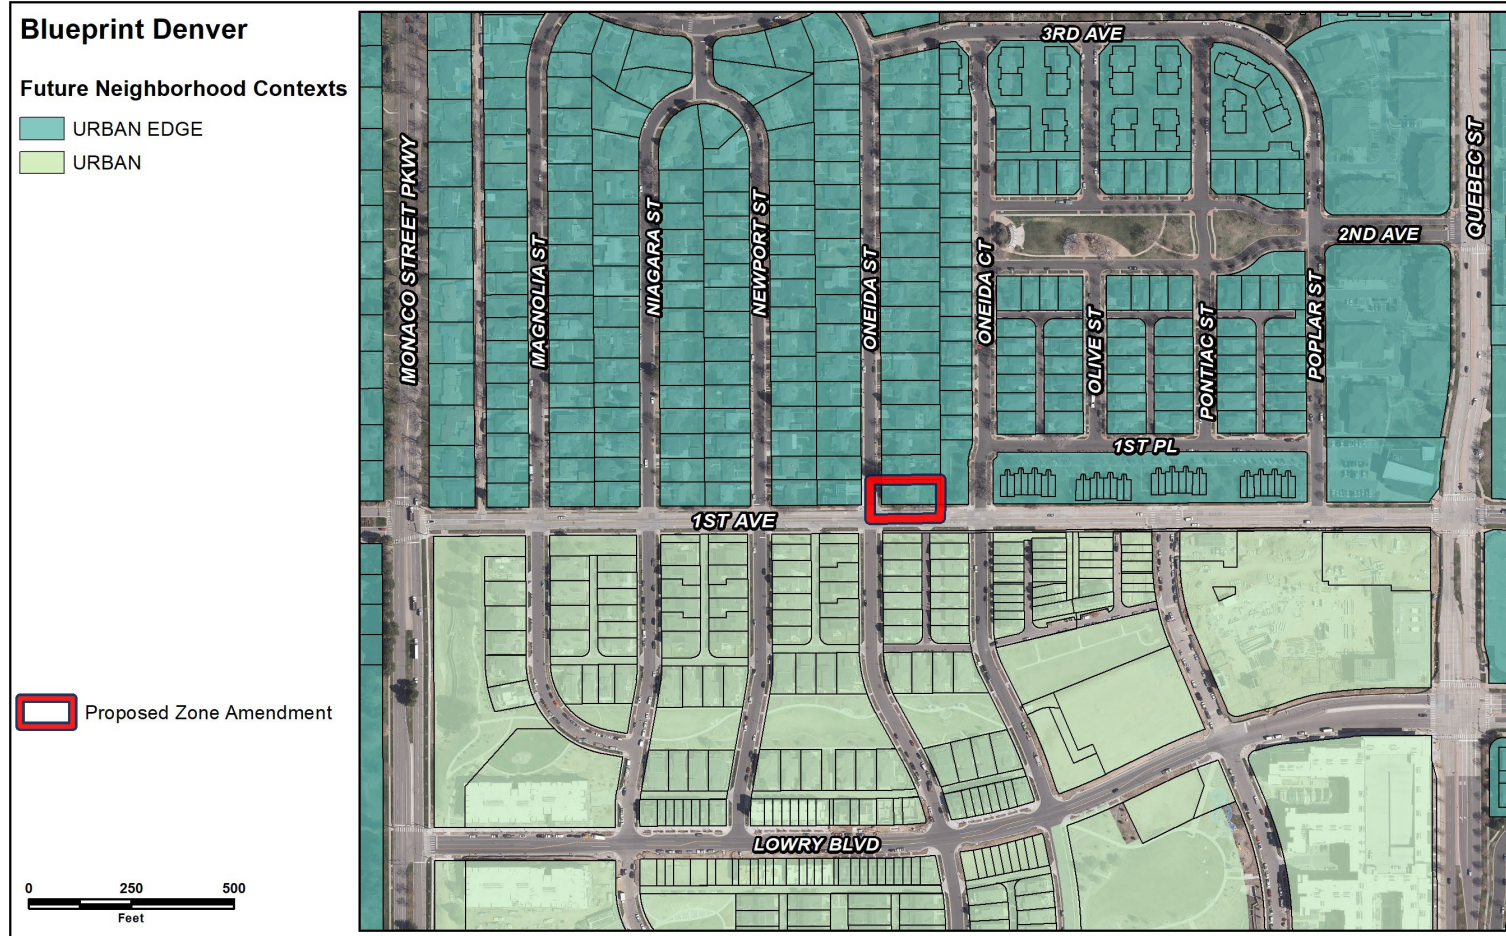 Blueprint Denver
Future Neighborhood Contexts
URBAN EDGE
URBAN
Proposed Zone Amendment
0 250 500
Feet
3RD AVE
MONACO STREET PKWY
MAGNOLIA ST
NIAGARA ST
NEWPORT ST
ONEIDA ST
ONEIDA CT
OLIVE ST
PONTIAC ST
POPLAR ST
2ND AVE
QUEBEC ST
1ST PL
1ST AVE
LOWRY BLVD